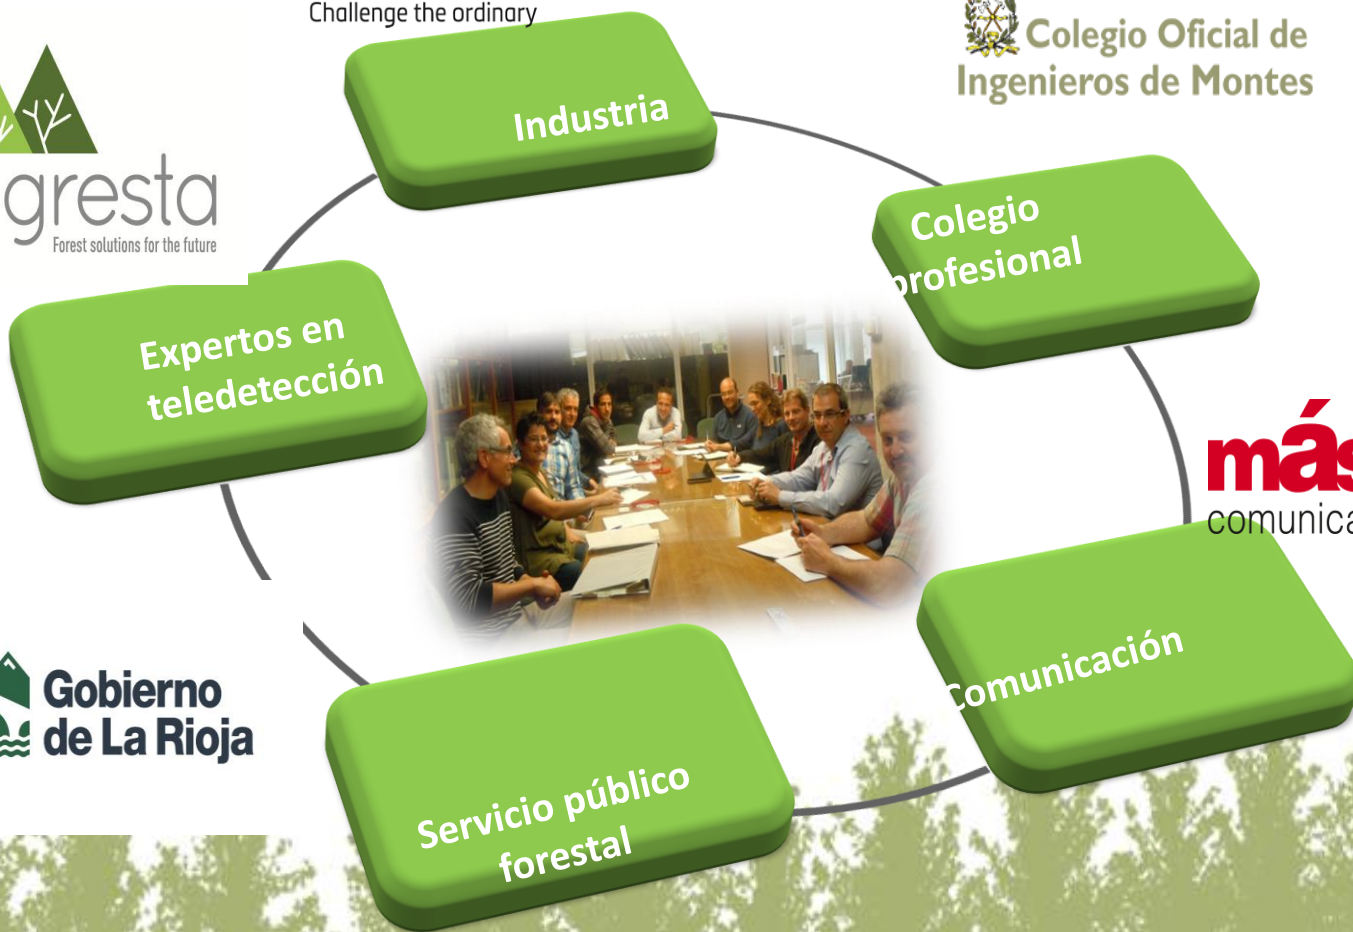 Challenge the ordinary
Colegio Oficial de
Ingenieros de Montes
Industria
gresta
Forest solutions for the future
Colegio
profesional
Expertos en
teledetección
más
comunica
Comunicación
Gobierno
de La Rioja
Servicio público
forestal